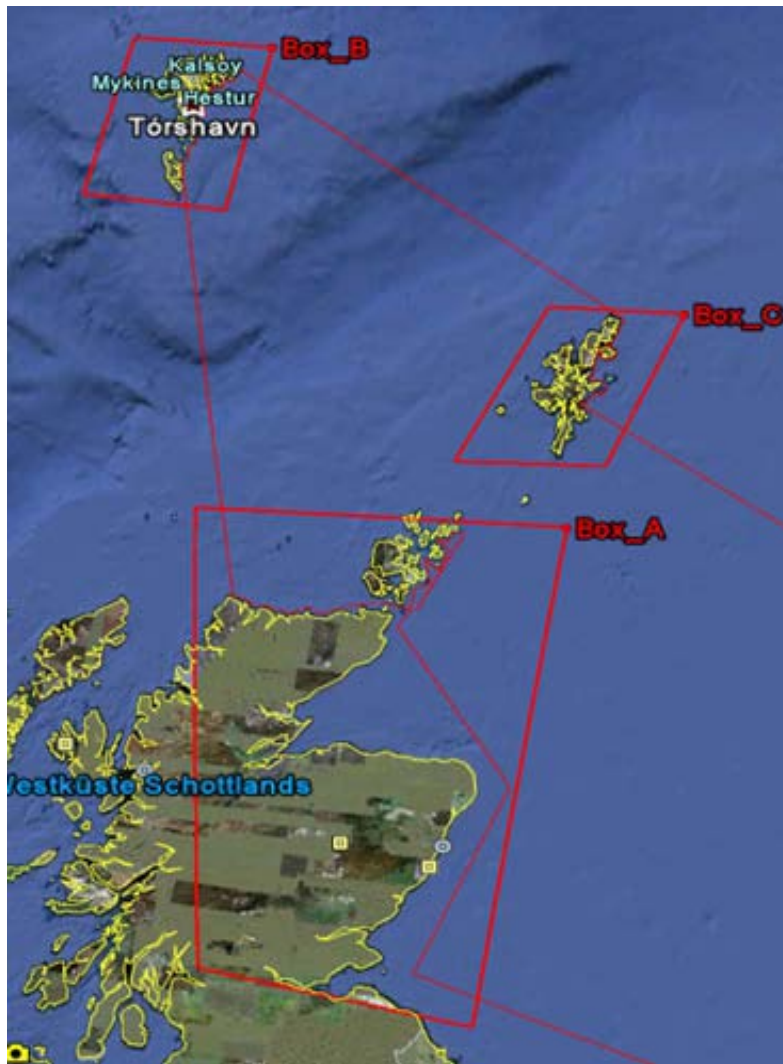 Box_B
Kalsoy
Mykines
Hestur
Tórshavn
Box_C
Box_A
Westküste Schottlands